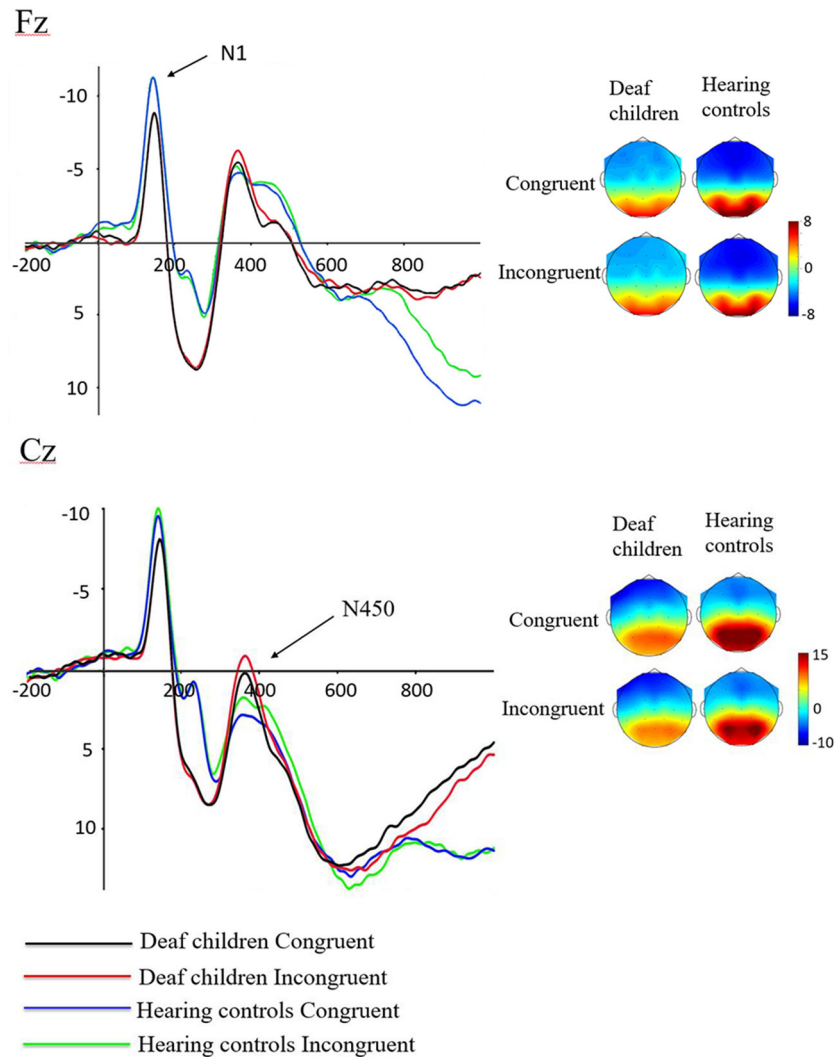 Fz
N1
-10
-5
-200
200
400
600
800
5
10
Deaf children
Hearing controls
Congruent
Incongruent
8
0
-8
Cz
-10
-5
N450
-200
200
400
600
800
5
10
Deaf children
Hearing controls
Congruent
Incongruent
15
0
-10
Deaf children Congruent
Deaf children Incongruent
Hearing controls Congruent
Hearing controls Incongruent